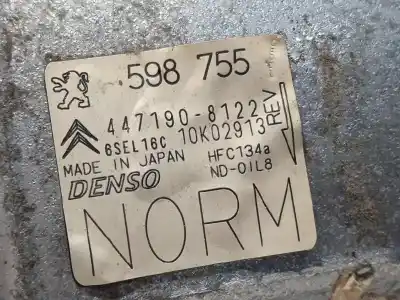 598 755
447190-8122
6SEL16C 10K02913
REV
MADE IN JAPAN HFC134a
DENSO ND-OIL8
NORM